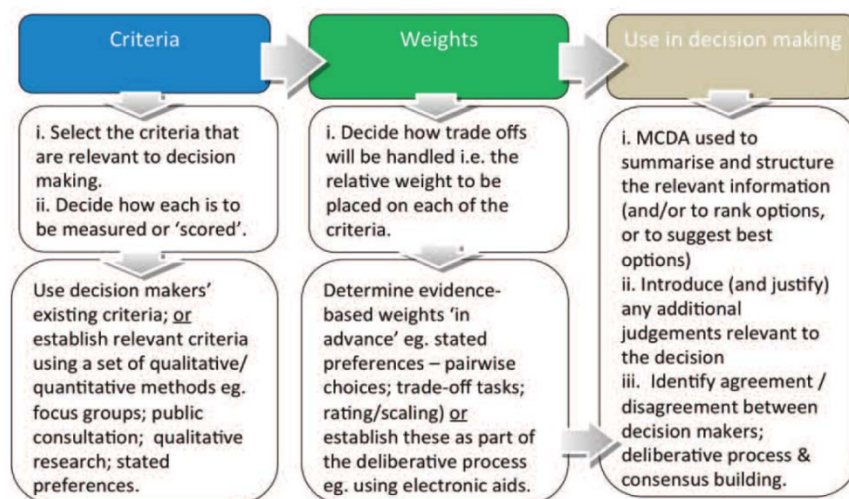 Criteria
Weights
Use in decision making
i. Select the criteria that
are relevant to decision
making.
ii. Decide how each is to
be measured or ‘scored’.
Use decision makers’
existing criteria; or
establish relevant criteria
using a set of qualitative/
quantitative methods eg.
focus groups; public
consultation; qualitative
research; stated
preferences.
i. Decide how trade offs
will be handled i.e. the
relative weight to be
placed on each of the
criteria.
Determine evidence-
based weights ‘in
advance’ eg. stated
preferences – pairwise
choices; trade-off tasks;
rating/scaling) or
establish these as part of
the deliberative process
eg. using electronic aids.
i. MCDA used to
summarise and structure
the relevant information
(and/or to rank options,
or to suggest best
options)
ii. Introduce (and justify)
any additional
judgements relevant to
the decision
iii. Identify agreement /
disagreement between
decision makers;
deliberative process &
consensus building.